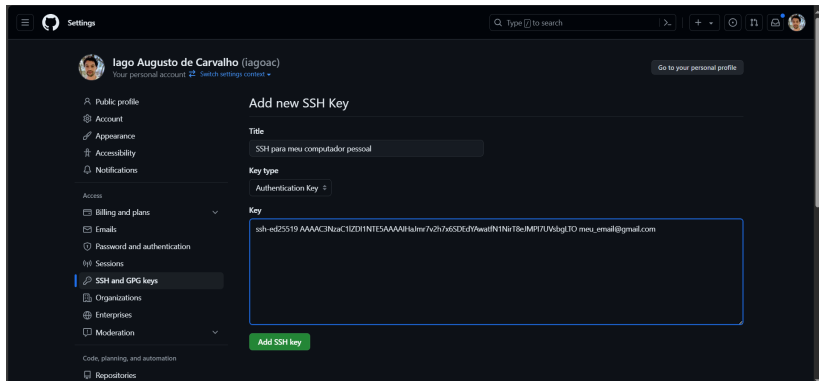 Settings
Type / to search
Iago Augusto de Carvalho (iagoac)
Your personal account Switch settings context
Go to your personal profile
Public profile
Account
Appearance
Accessibility
Notifications
Access
Billing and plans
Emails
Password and authentication
Sessions
SSH and GPG keys
Organizations
Enterprises
Moderation
Code, planning, and automation
Repositories
Add new SSH Key
Title
SSH para meu computador pessoal
Key type
Authentication Key
Key
ssh-ed25519 meu_email@gmail.com
Add SSH key